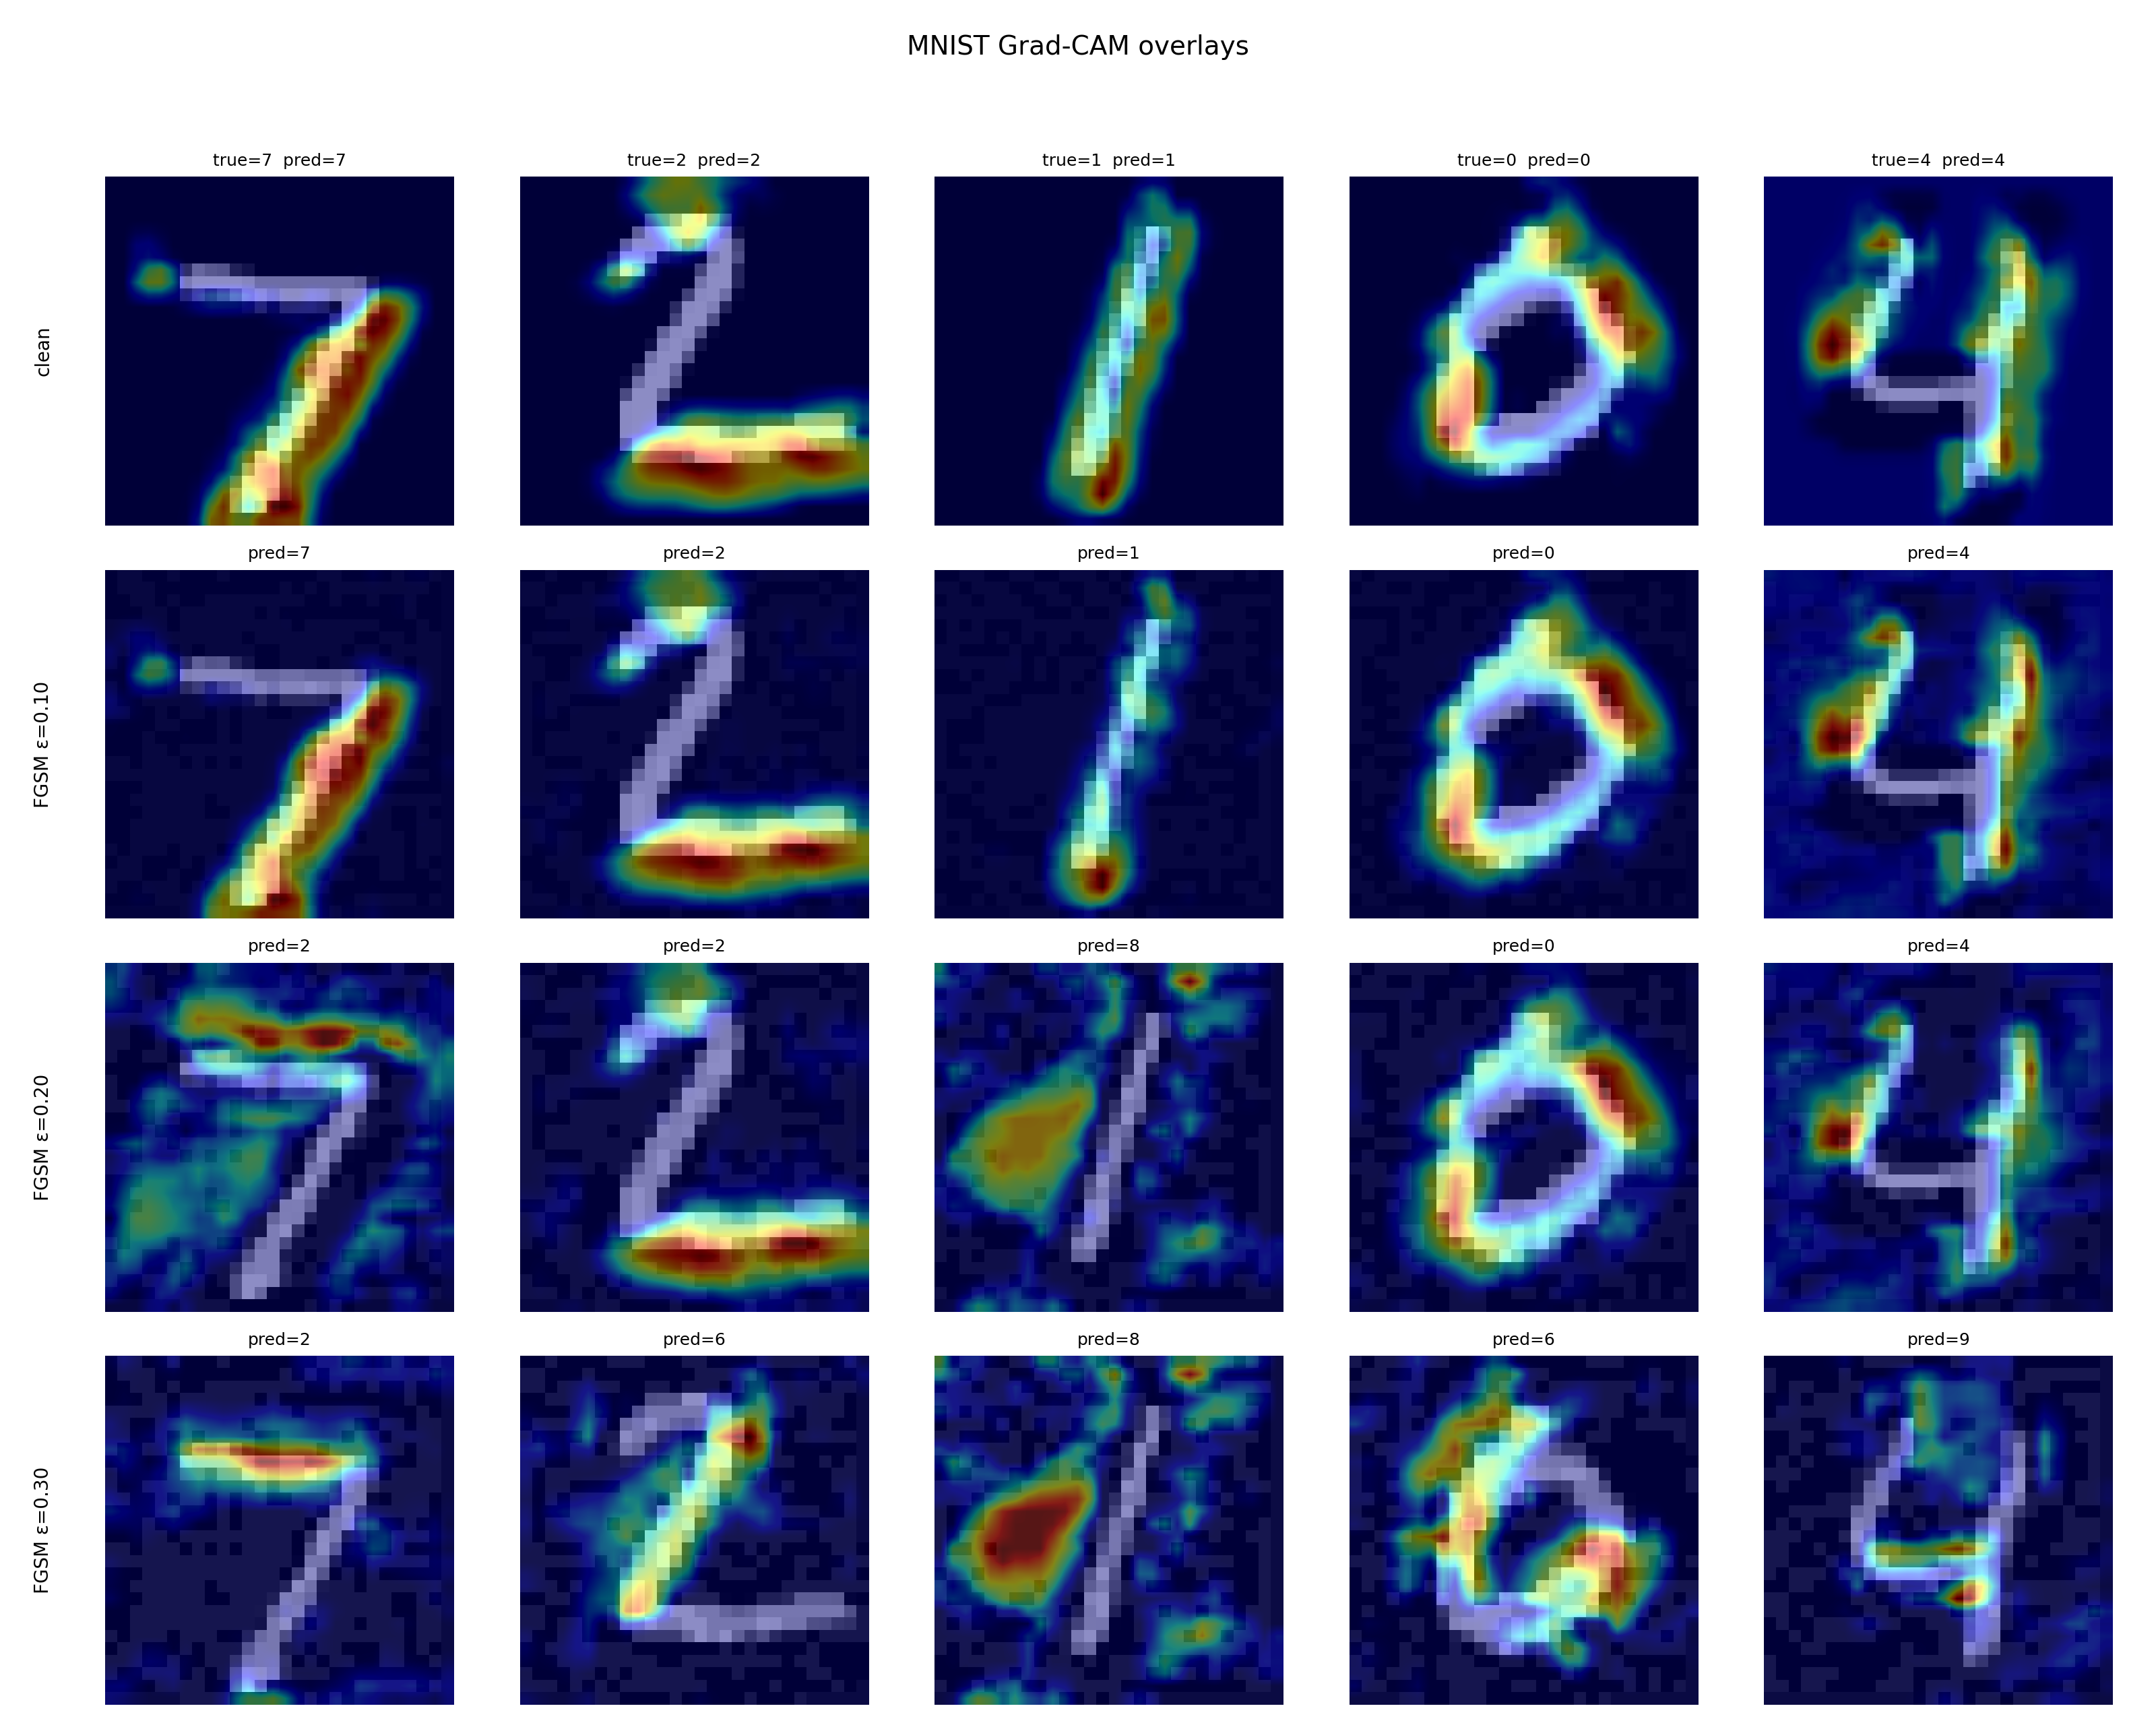 MNIST Grad-CAM overlays
true=7 pred=7
true=2 pred=2
true=1 pred=1
true=0 pred=0
true=4 pred=4
clean
pred=7
pred=2
pred=1
pred=0
pred=4
FGSM ε=0.10
pred=2
pred=2
pred=8
pred=0
pred=4
FGSM ε=0.20
pred=2
pred=6
pred=8
pred=6
pred=9
FGSM ε=0.30